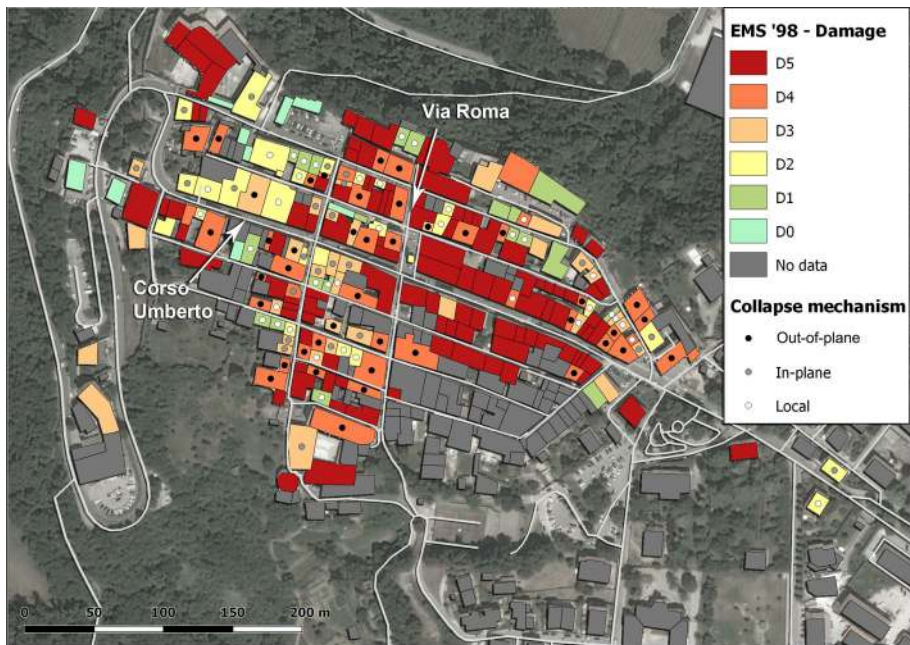 EMS '98 - Damage
D5
D4
D3
D2
D1
D0
No data
Collapse mechanism
Out-of-plane
In-plane
Local
Via Roma
Corso
Umberto
0 50 100 150 200 m